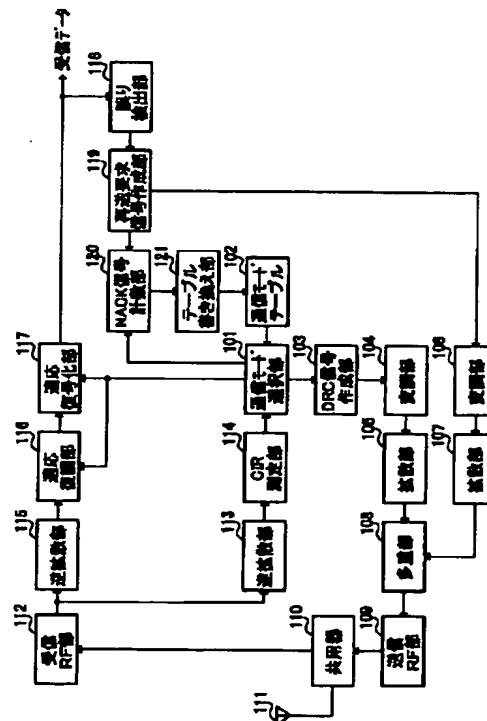 111
共用器
110
受信
RF部
112
送信
RF部
109
逆拡散部
115
逆拡散部
113
多重部
108
適応
復調部
116
CIR
測定部
114
拡散部
拡散部
107
適応
復号化部
117
通信モード
選択部
101
DRC信号
作成部
103
変調部
104
変調部
NACK信号
計数部
120
テーブル
書き換え部
121
通信モード
テーブル
102
再送要求
信号作成部
119
誤り
検出部
118
受信データ